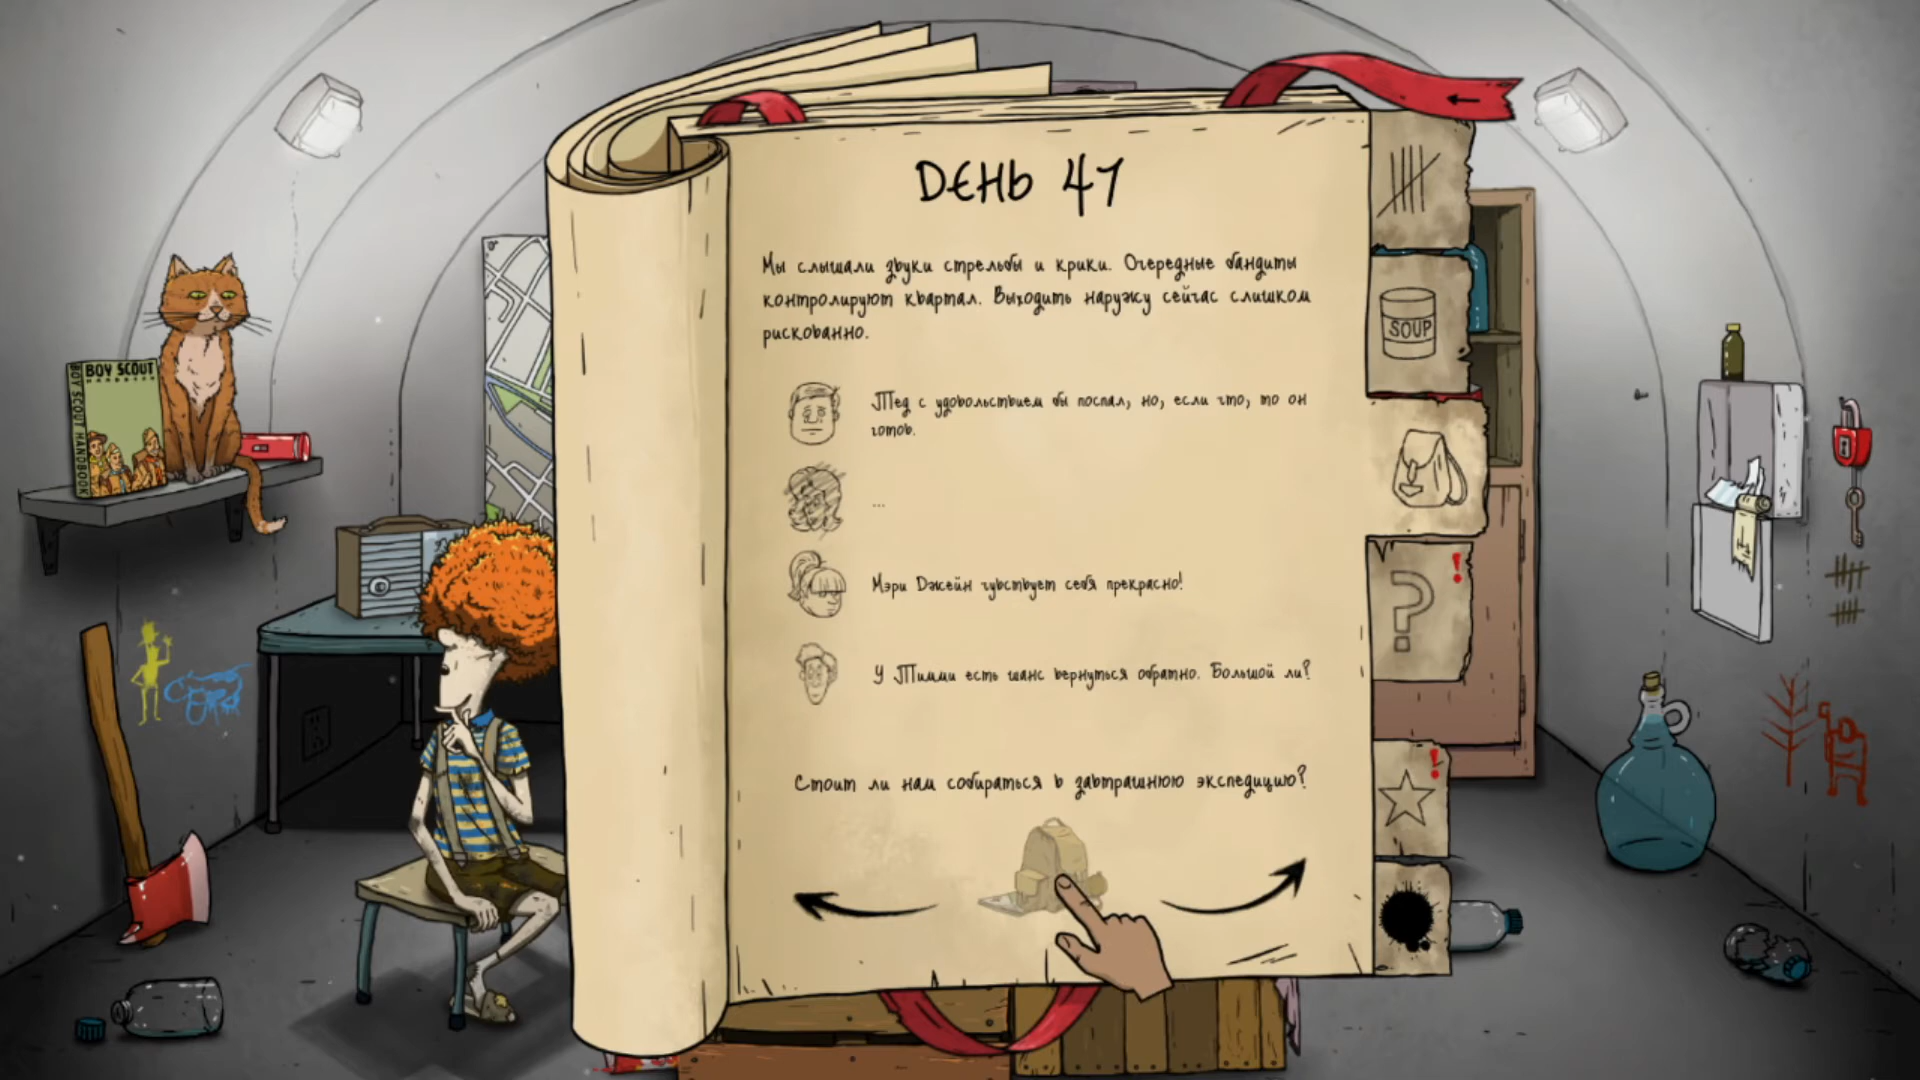 ДЕНЬ 47
Мы слышали звуки стрельбы и крики. Очередные бандиты
контролируют квартал. Выходить наружу сейчас слишком
рискованно.
Тед с удовольствием бы поспал, но, если что, то он
готов.
...
Мэри Джейн чувствует себя прекрасно!
У Тимми есть шанс вернуться обратно. Большой ли?
Стоит ли нам собираться в завтрашнюю экспедицию?
SOUP
?
!
!
BOY SCOUT
HANDBOOK
BOY SCOUT HANDBOOK